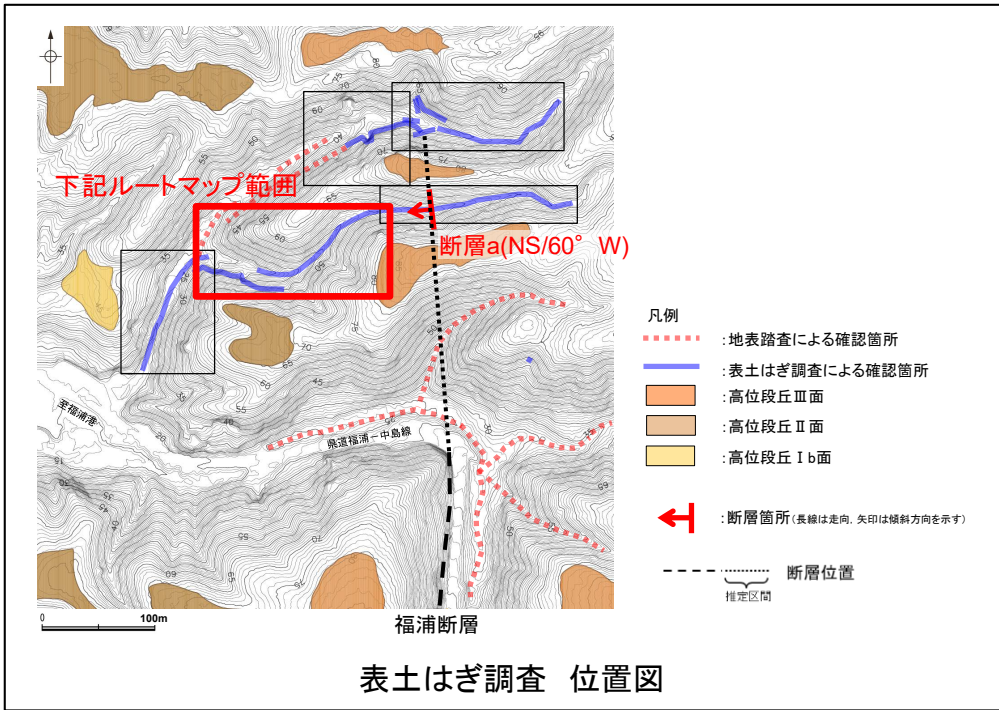 下記ルートマップ範囲
断層a(NS/60°W)
至福浦港
県道福浦－中島線
0 100m
福浦断層
凡例
:地表踏査による確認箇所
:表土はぎ調査による確認箇所
:高位段丘Ⅲ面
:高位段丘Ⅱ面
:高位段丘Ⅰb面
:断層箇所(長線は走向，矢印は傾斜方向を示す)
断層位置
推定区間
表土はぎ調査 位置図